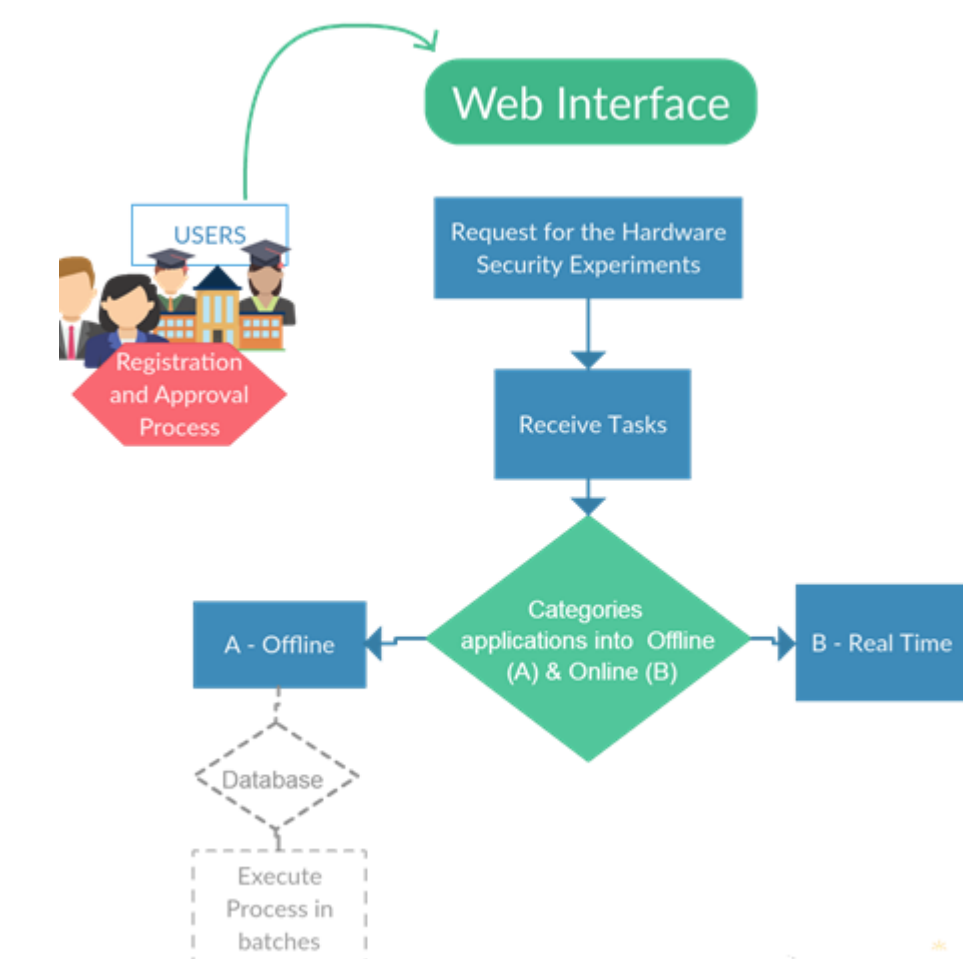 Web Interface
USERS
Request for the Hardware
Security Experiments
Registration
and Approval
Process
Receive Tasks
Categories
applications into Offline
(A) & Online (B)
A - Offline
B - Real Time
Database
Execute
Process in
batches